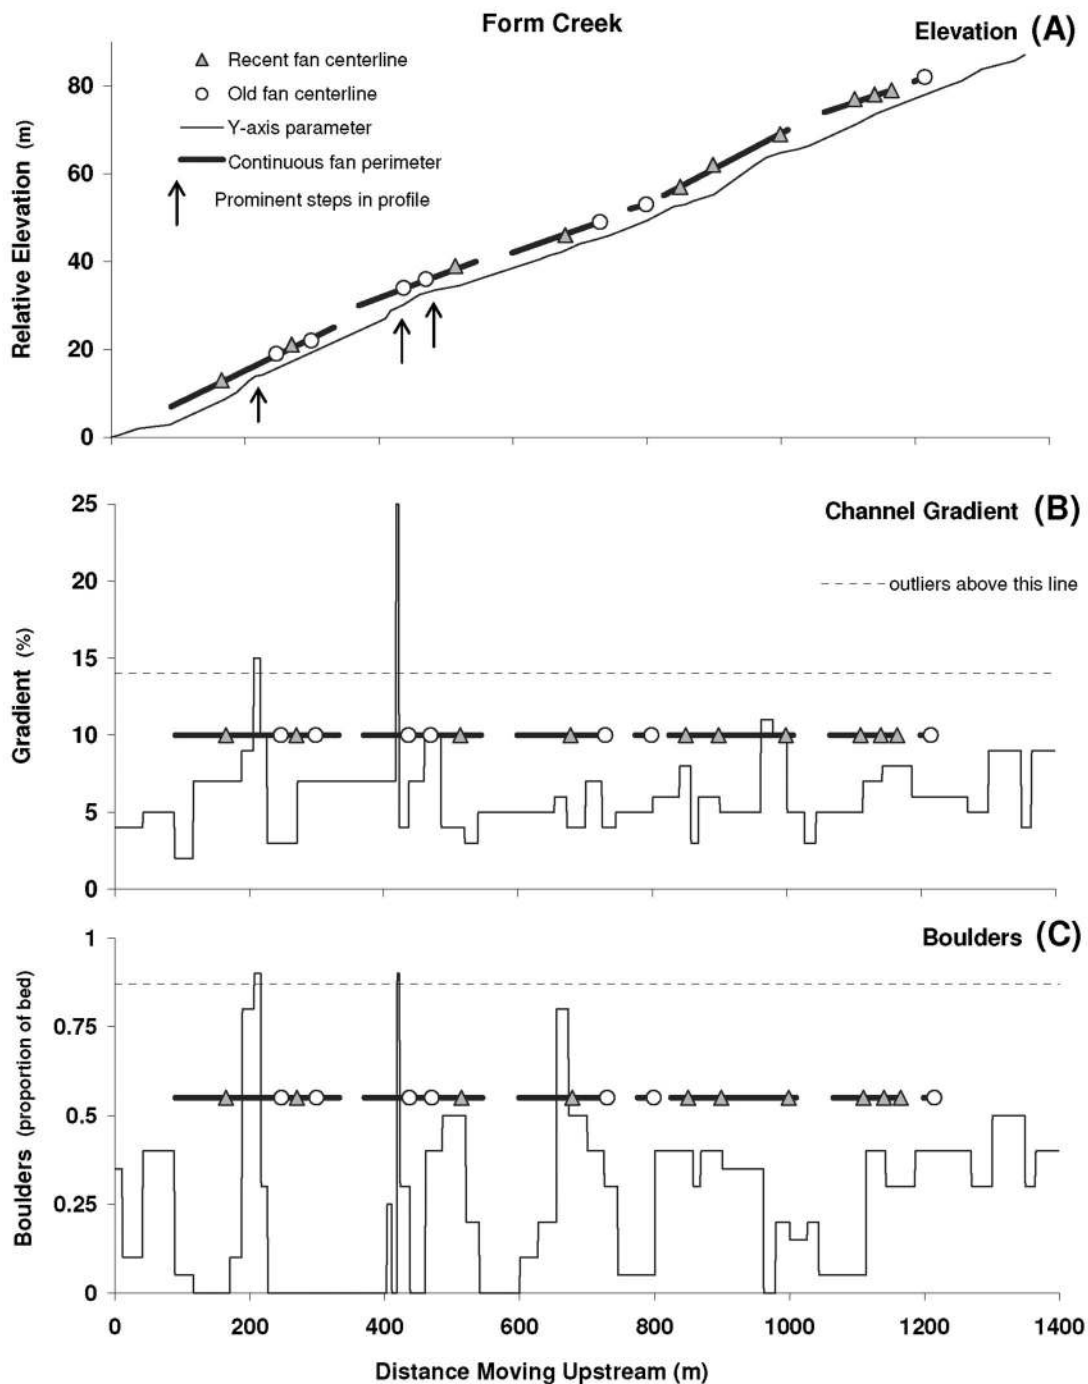 Form Creek
Elevation (A)
Recent fan centerline
Old fan centerline
Y-axis parameter
Continuous fan perimeter
Prominent steps in profile
Relative Elevation (m)
80
60
40
20
0
Channel Gradient (B)
outliers above this line
Gradient (%)
25
20
15
10
5
0
Boulders (C)
Boulders (proportion of bed)
1
0.75
0.5
0.25
0
0 200 400 600 800 1000 1200 1400
Distance Moving Upstream (m)